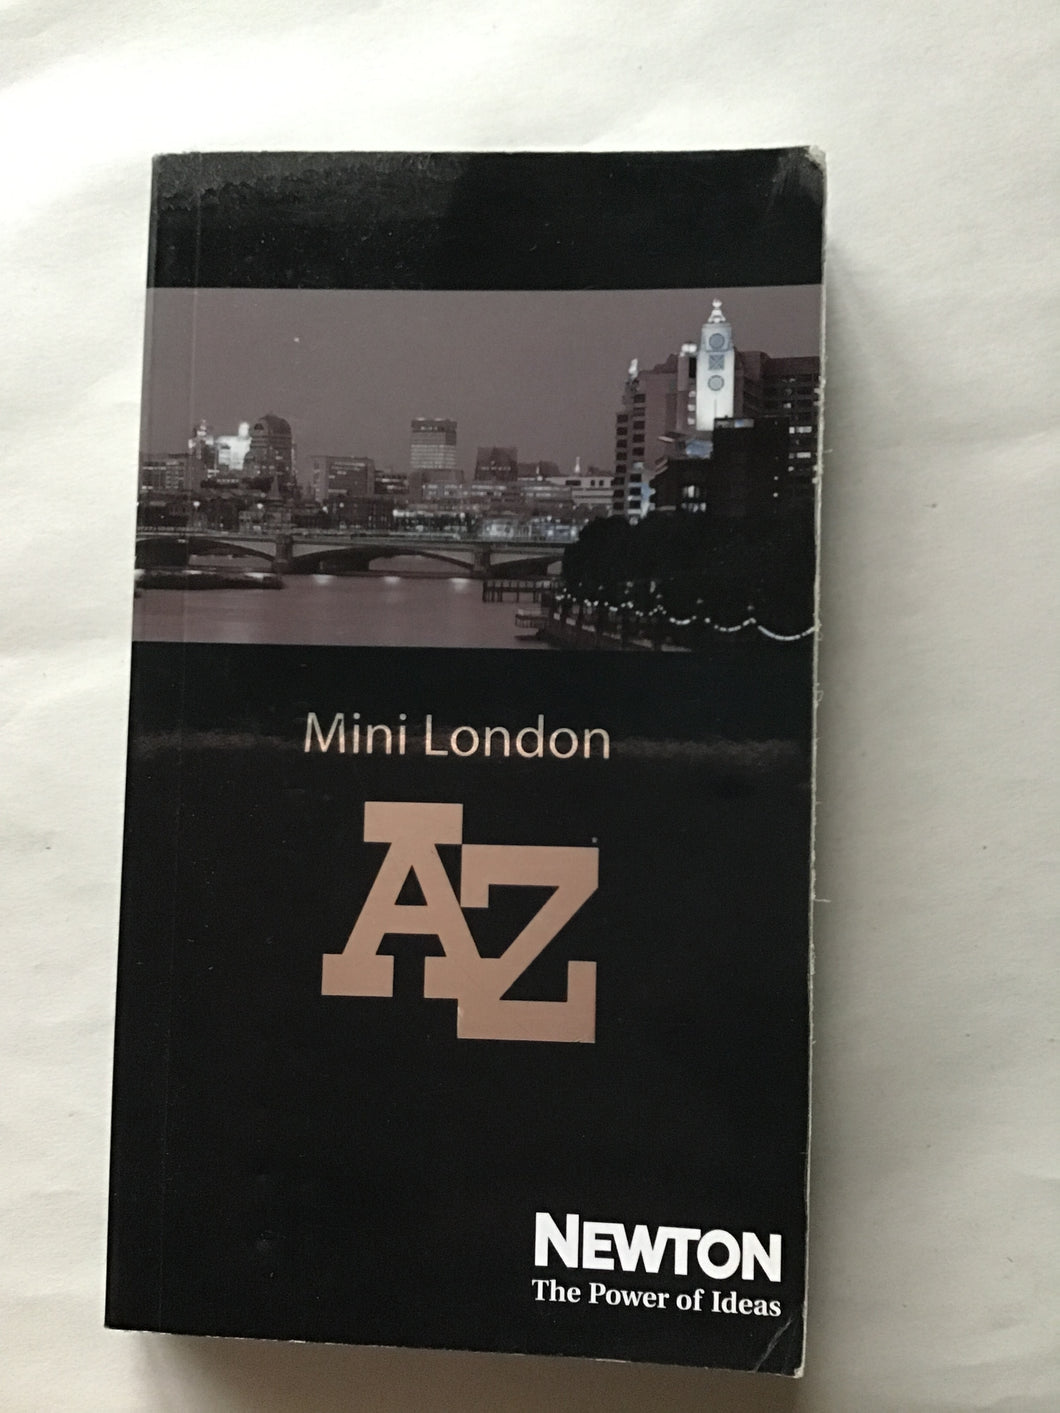 Mini London
AZ
NEWTON
The Power of Ideas